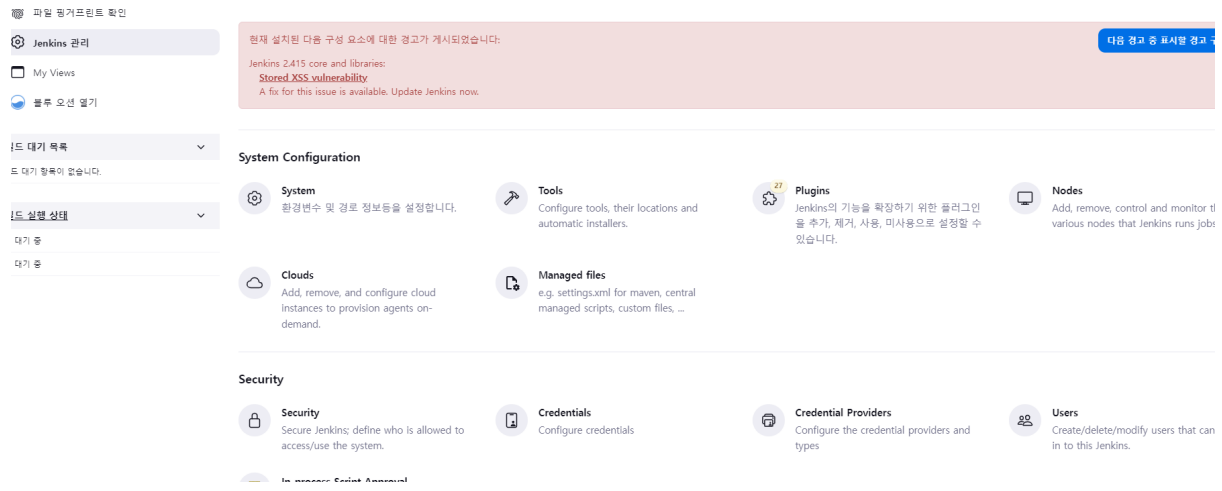 파일 핑거프린트 확인
Jenkins 관리
My Views
블루 오션 열기
드 대기 목록
드 대기 항목이 없습니다.
드 실행 상태
대기 중
대기 중
현재 설치된 다음 구성 요소에 대한 경고가 게시되었습니다:
다음 경고 중 표시할 경고 구
Jenkins 2.415 core and libraries:
Stored XSS vulnerability
A fix for this issue is available. Update Jenkins now.
System Configuration
System
환경변수 및 경로 정보등을 설정합니다.
Tools
Configure tools, their locations and
automatic installers.
27
Plugins
Jenkins의 기능을 확장하기 위한 플러그인
을 추가, 제거, 사용, 미사용으로 설정할 수
있습니다.
Nodes
Add, remove, control and monitor th
various nodes that Jenkins runs jobs
Clouds
Add, remove, and configure cloud
instances to provision agents on-
demand.
Managed files
e.g. settings.xml for maven, central
managed scripts, custom files, ...
Security
Security
Secure Jenkins; define who is allowed to
access/use the system.
Credentials
Configure credentials
Credential Providers
Configure the credential providers and
types
Users
Create/delete/modify users that can
in to this Jenkins.
In-process Script Approval